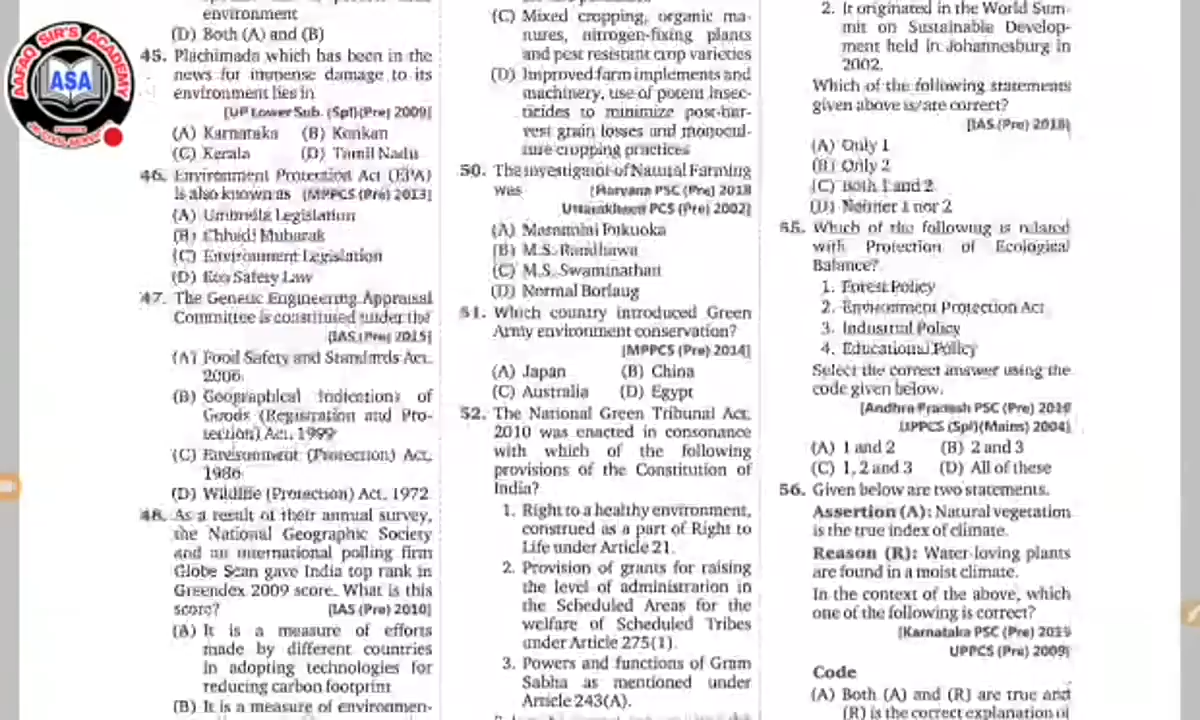 AAFAQ SIR'S ACADEMY
ASA
environment
(D) Both (A) and (B)
45. Plachimada which has been in the
news for immense damage to its
environment lies in
[UP Lower Sub. (Spl)(Pre) 2009]
(A) Karnataka (B) Konkan
(C) Kerala (D) Tamil Nadu
46. Environment Protection Act (EPA)
is also known as [MPPCS (Pre) 2013]
(A) Umbrella Legislation
(B) Chhadi Mubarak
(C) Environment Legislation
(D) Eco Safety Law
47. The Genetic Engineering Appraisal
Committee is constituted under the
[IAS (Pre) 2015]
(A) Food Safety and Standards Act,
2006
(B) Geographical Indications of
Goods (Registration and Pro-
tection) Act, 1999
(C) Environment (Protection) Act,
1986
(D) Wildlife (Protection) Act, 1972
48. As a result of their annual survey,
the National Geographic Society
and an international polling firm
Globe Scan gave India top rank in
Greendex 2009 score. What is this
score? [IAS (Pre) 2010]
(A) It is a measure of efforts
made by different countries
in adopting technologies for
reducing carbon footprint
(B) It is a measure of environmen-
(C) Mixed cropping, organic ma-
nures, nitrogen-fixing plants
and pest resistant crop varieties
(D) Improved farm implements and
machinery, use of potent insec-
ticides to minimize post-har-
vest grain losses and monocul-
ture cropping practices
50. The investigator of Natural Farming
was [Haryana PSC (Pre) 2018
Uttarakhand PCS (Pre) 2002]
(A) Masanobu Fukuoka
(B) M.S. Randhawa
(C) M.S. Swaminathan
(D) Normal Borlaug
51. Which country introduced Green
Army environment conservation?
[MPPCS (Pre) 2014]
(A) Japan (B) China
(C) Australia (D) Egypt
52. The National Green Tribunal Act,
2010 was enacted in consonance
with which of the following
provisions of the Constitution of
India?
1. Right to a healthy environment,
construed as a part of Right to
Life under Article 21.
2. Provision of grants for raising
the level of administration in
the Scheduled Areas for the
welfare of Scheduled Tribes
under Article 275(1).
3. Powers and functions of Gram
Sabha as mentioned under
Article 243(A).
2. It originated in the World Sum-
mit on Sustainable Develop-
ment held in Johannesburg in
2002.
Which of the following statements
given above is/are correct?
[IAS (Pre) 2018]
(A) Only 1
(B) Only 2
(C) Both 1 and 2
(D) Neither 1 nor 2
55. Which of the following is related
with Protection of Ecological
Balance?
1. Forest Policy
2. Environment Protection Act
3. Industrial Policy
4. Educational Policy
Select the correct answer using the
code given below.
[Andhra Pradesh PSC (Pre) 2016
UPPCS (Spl)(Mains) 2004]
(A) 1 and 2 (B) 2 and 3
(C) 1, 2 and 3 (D) All of these
56. Given below are two statements.
Assertion (A): Natural vegetation
is the true index of climate.
Reason (R): Water loving plants
are found in a moist climate.
In the context of the above, which
one of the following is correct?
[Karnataka PSC (Pre) 2011
UPPCS (Pre) 2009]
Code
(A) Both (A) and (R) are true and
(R) is the correct explanation of